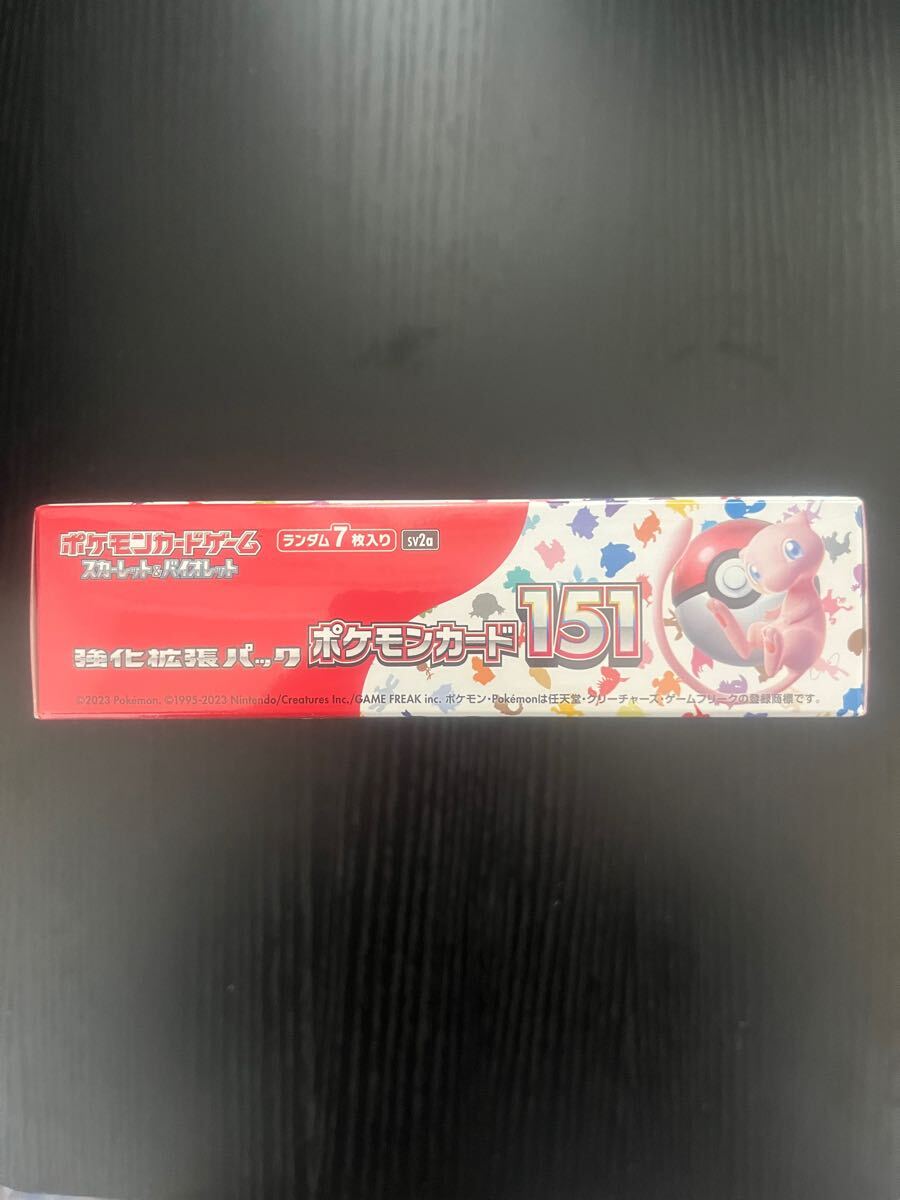 ポケモンカードゲーム
スカーレット&バイオレット
ランダム7枚入り
sv2a
強化拡張パック
ポケモンカード151
©2023 Pokémon. ©1995-2023 Nintendo/Creatures Inc./GAME FREAK inc. ポケモン・Pokémonは任天堂・クリーチャーズ・ゲームフリークの登録商標です。